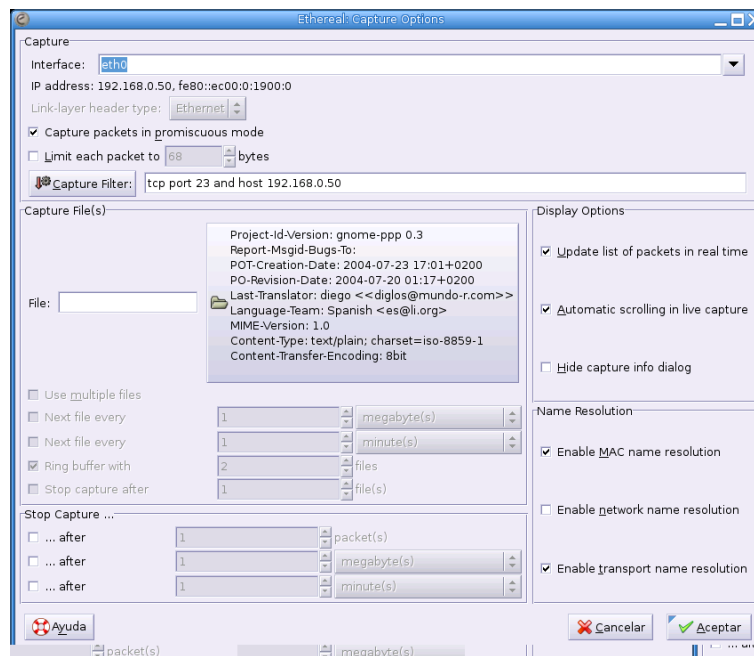 Ethereal: Capture Options
Capture
Interface: eth0
IP address: 192.168.0.50, fe80::ec00:0:1900:0
Link-layer header type: Ethernet
Capture packets in promiscuous mode
Limit each packet to 68 bytes
Capture Filter: tcp port 23 and host 192.168.0.50
Capture File(s)
File:
Project-Id-Version: gnome-ppp 0.3
Report-Msgid-Bugs-To:
POT-Creation-Date: 2004-07-23 17:01+0200
PO-Revision-Date: 2004-07-20 01:17+0200
Last-Translator: diego <<diglos@mundo-r.com>>
Language-Team: Spanish <es@li.org>
MIME-Version: 1.0
Content-Type: text/plain; charset=iso-8859-1
Content-Transfer-Encoding: 8bit
Use multiple files
Next file every 1 megabyte(s)
Next file every 1 minute(s)
Ring buffer with 2 files
Stop capture after 1 file(s)
Stop Capture ...
... after 1 packet(s)
... after 1 megabyte(s)
... after 1 minute(s)
Display Options
Update list of packets in real time
Automatic scrolling in live capture
Hide capture info dialog
Name Resolution
Enable MAC name resolution
Enable network name resolution
Enable transport name resolution
Ayuda
Cancelar
Aceptar
packet(s)
megabyte(s)